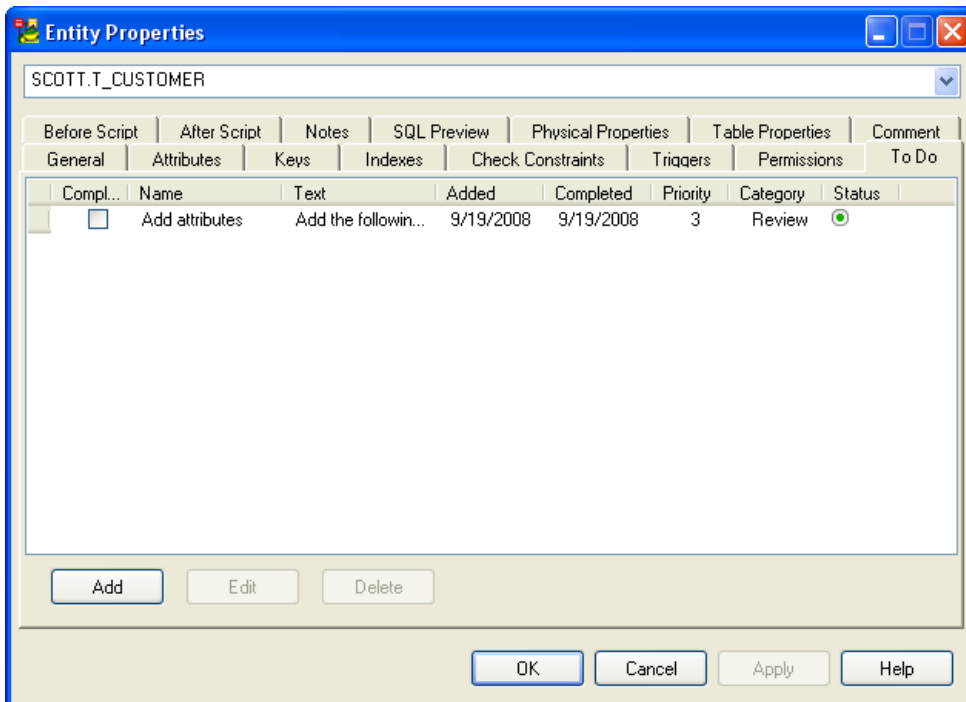 Entity Properties
SCOTT.T_CUSTOMER
Before Script After Script Notes SQL Preview Physical Properties Table Properties Comment
General Attributes Keys Indexes Check Constraints Triggers Permissions To Do
Compl... Name Text Added Completed Priority Category Status
Add attributes Add the followin... 9/19/2008 9/19/2008 3 Review
Add Edit Delete
OK Cancel Apply Help